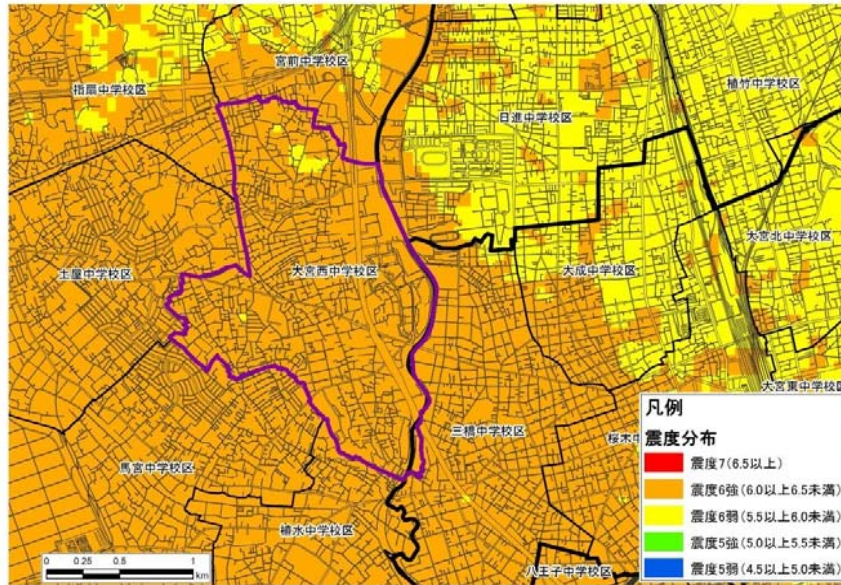 宮前中学校区
指扇中学校区
植竹中学校区
日進中学校区
大宮北中学校区
大宮西中学校区
大成中学校区
土屋中学校区
大宮東中学校区
三橋中学校区
桜木中
馬宮中学校区
植水中学校区
八王子中学校区
凡例
震度分布
震度7(6.5以上)
震度6強(6.0以上6.5未満)
震度6弱(5.5以上6.0未満)
震度5強(5.0以上5.5未満)
震度5弱(4.5以上5.0未満)
0 0.25 0.5 1
km